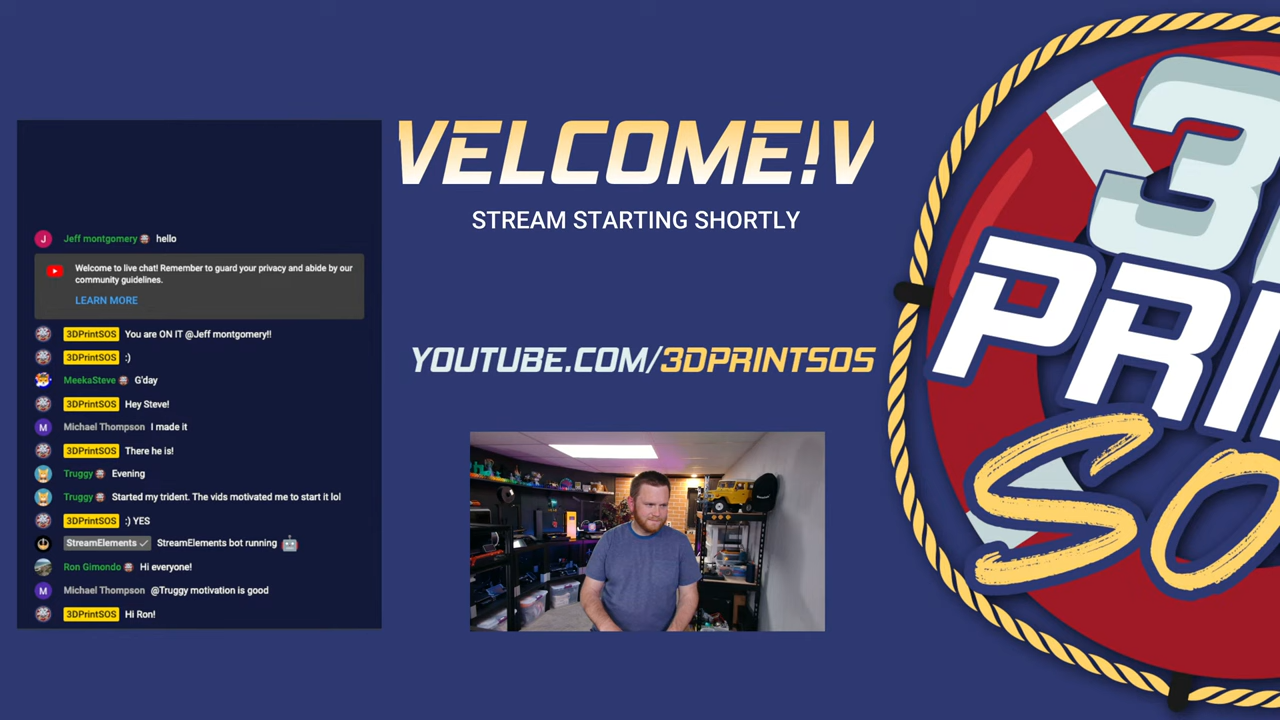 VELCOME!V
STREAM STARTING SHORTLY
YOUTUBE.COM/3DPRINTSOS
J Jeff montgomery hello
Welcome to live chat! Remember to guard your privacy and abide by our
community guidelines.
LEARN MORE
3DPrintSOS You are ON IT @Jeff montgomery!!
3DPrintSOS :)
MeekaSteve G'day
3DPrintSOS Hey Steve!
M Michael Thompson I made it
3DPrintSOS There he is!
Truggy Evening
Truggy Started my trident. The vids motivated me to start it lol
3DPrintSOS :) YES
StreamElements StreamElements bot running
Ron Gimondo Hi everyone!
M Michael Thompson @Truggy motivation is good
3DPrintSOS Hi Ron!
3
PRI
SO